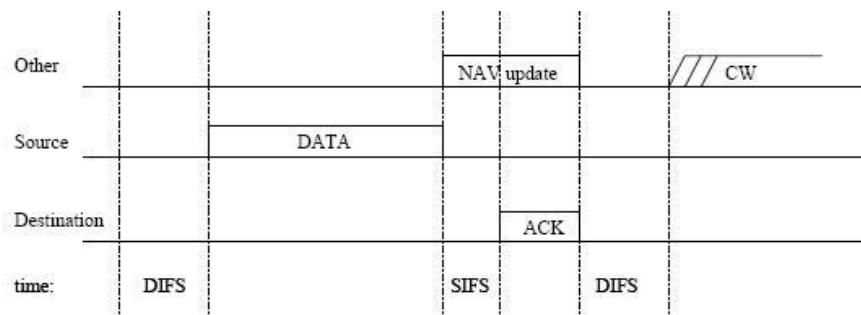 Other NAV update CW
Source DATA
Destination ACK
time: DIFS SIFS DIFS